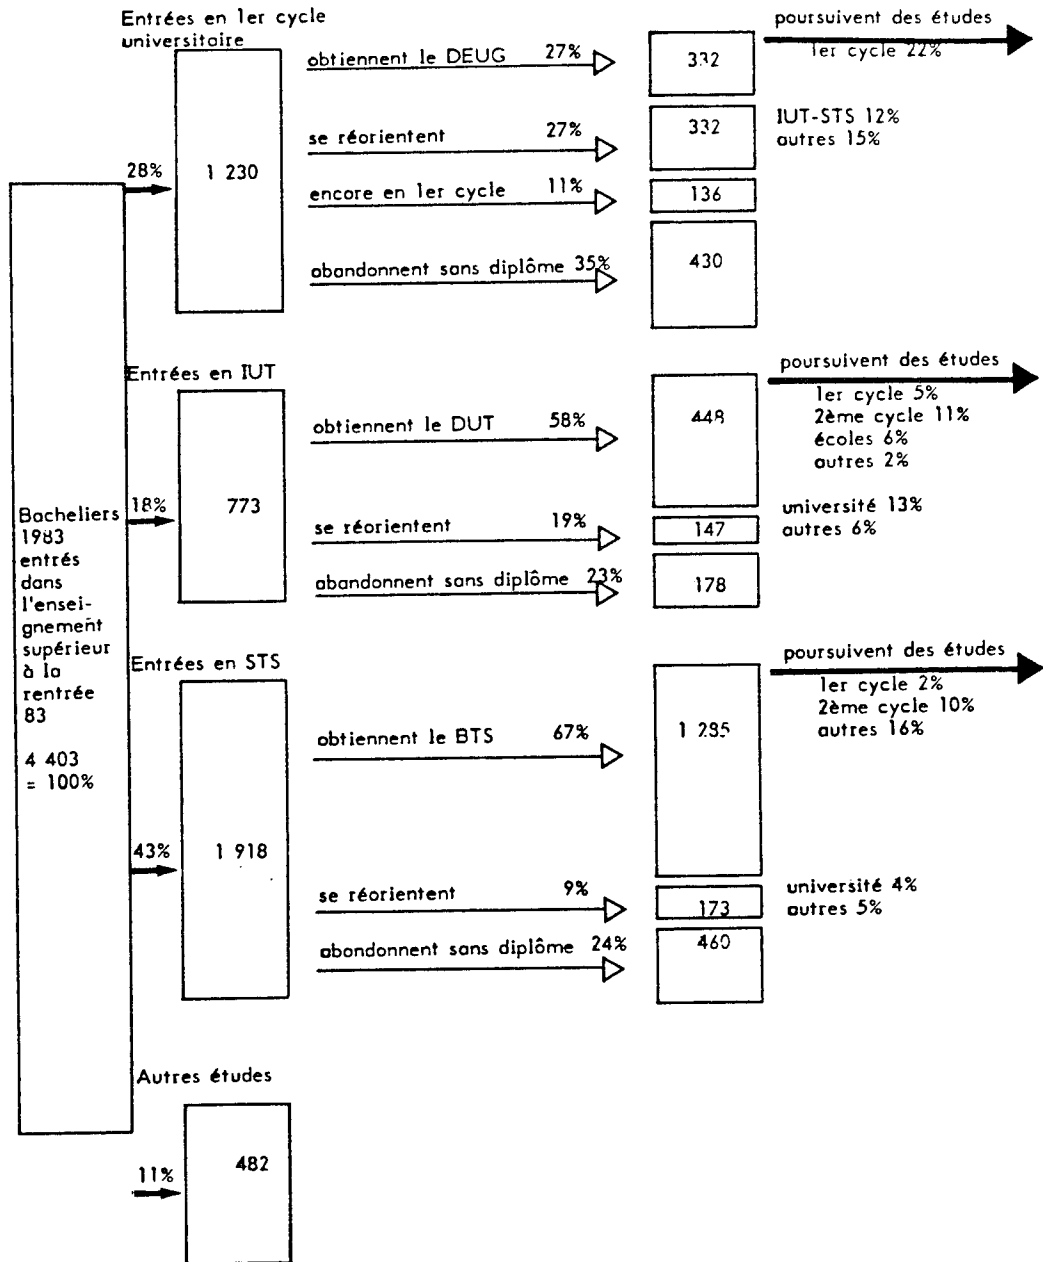 Entrées en 1er cycle
universitaire
28%
1 230
obtiennent le DEUG 27%
332
poursuivent des études
1er cycle 22%
se réorientent 27%
332
IUT-STS 12%
autres 15%
encore en 1er cycle 11%
136
abandonnent sans diplôme 35%
430
Bacheliers
1983
entrés
dans
l'ensei-
gnement
supérieur
à la
rentrée
83
4 403
= 100%
Entrées en IUT
18%
773
obtiennent le DUT 58%
448
poursuivent des études
1er cycle 5%
2ème cycle 11%
écoles 6%
autres 2%
se réorientent 19%
147
université 13%
autres 6%
abandonnent sans diplôme 23%
178
Entrées en STS
43%
1 918
obtiennent le BTS 67%
1 285
poursuivent des études
1er cycle 2%
2ème cycle 10%
autres 16%
se réorientent 9%
173
université 4%
autres 5%
abondonnent sans diplôme 24%
460
Autres études
11%
482